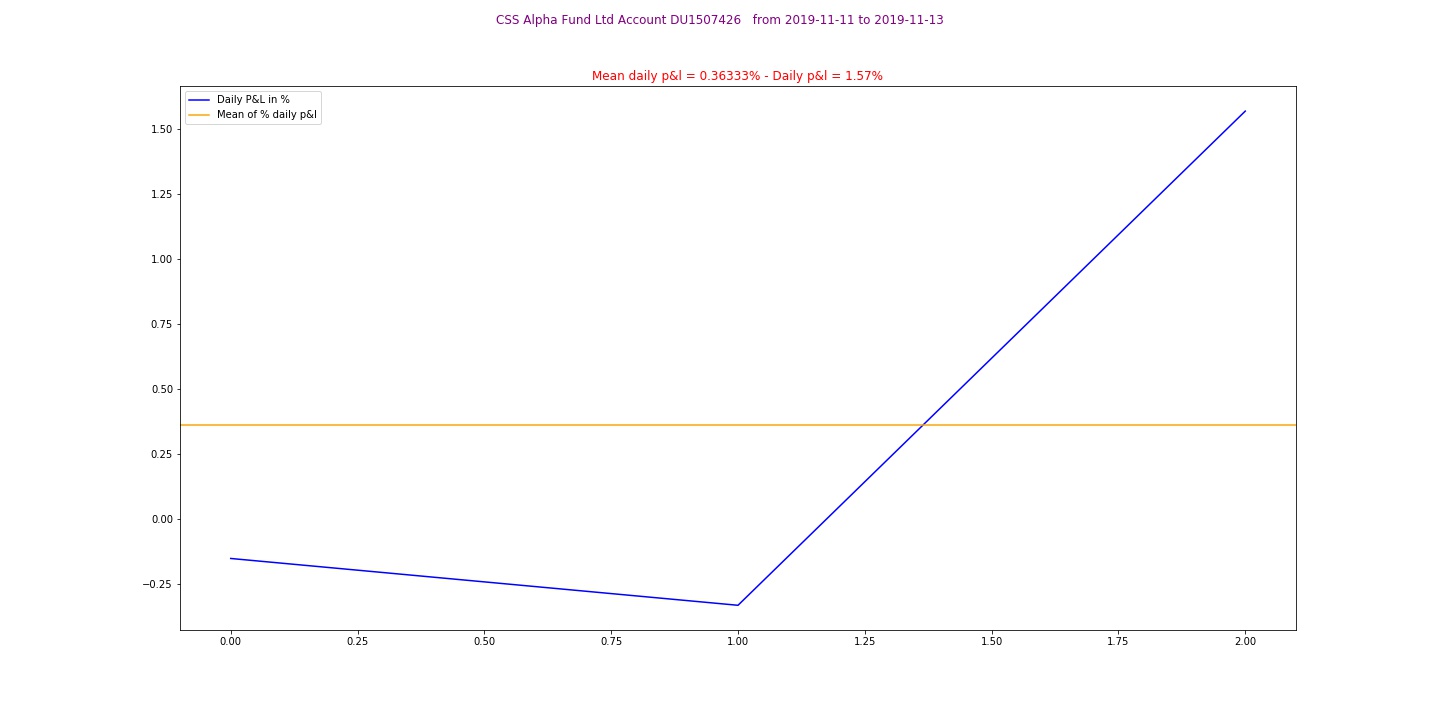 CSS Alpha Fund Ltd Account DU1507426   from 2019-11-11 to 2019-11-13
Mean daily p&l = 0.36333% - Daily p&l = 1.57%
Daily P&L in %
Mean of % daily p&l
1.50
1.25
1.00
0.75
0.50
0.25
0.00
−0.25
0.00 0.25 0.50 0.75 1.00 1.25 1.50 1.75 2.00